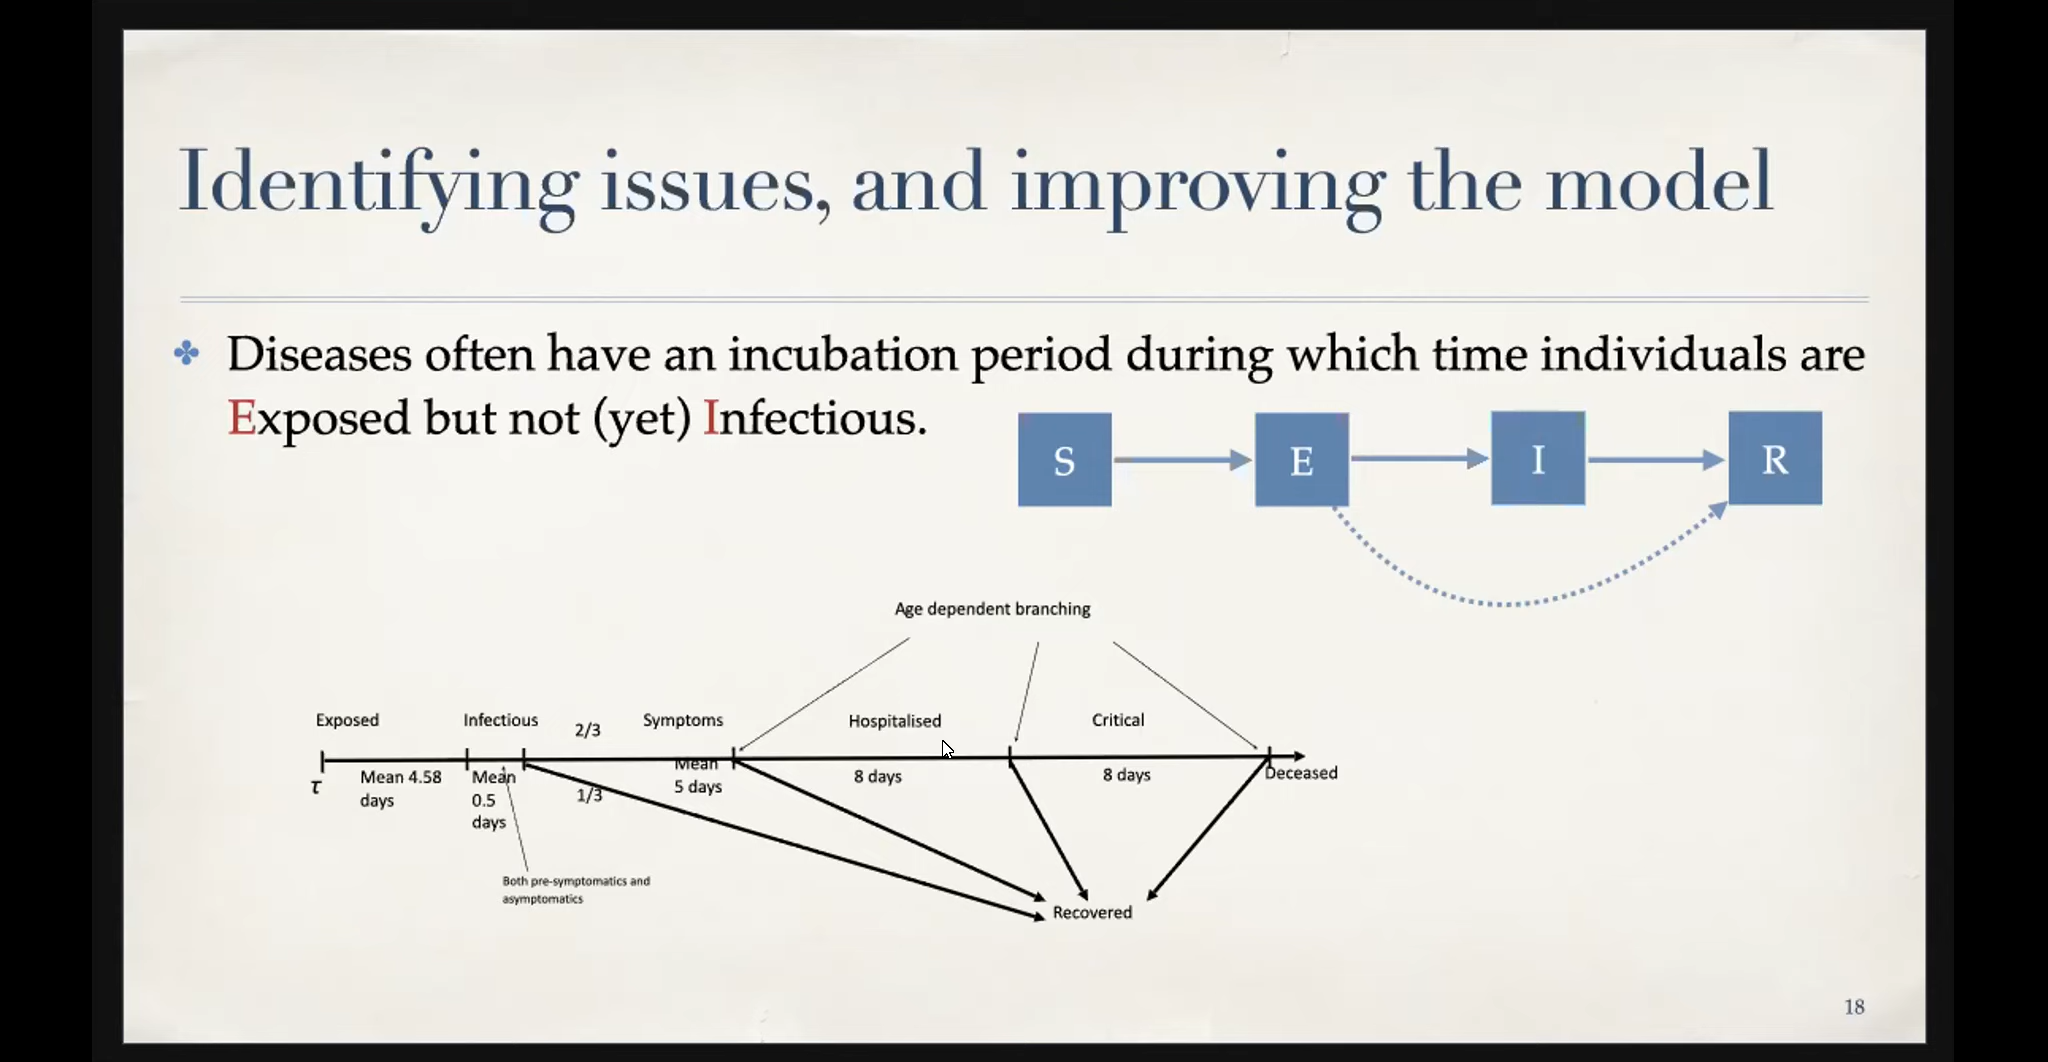 Identifying issues, and improving the model
Diseases often have an incubation period during which time individuals are
Exposed but not (yet) Infectious.
S E I R
Age dependent branching
Exposed Infectious 2/3 Symptoms Hospitalised Critical
τ Mean 4.58 days Mean 0.5 days 1/3 Mean 5 days 8 days 8 days Deceased
Both pre-symptomatics and
asymptomatics
Recovered
18